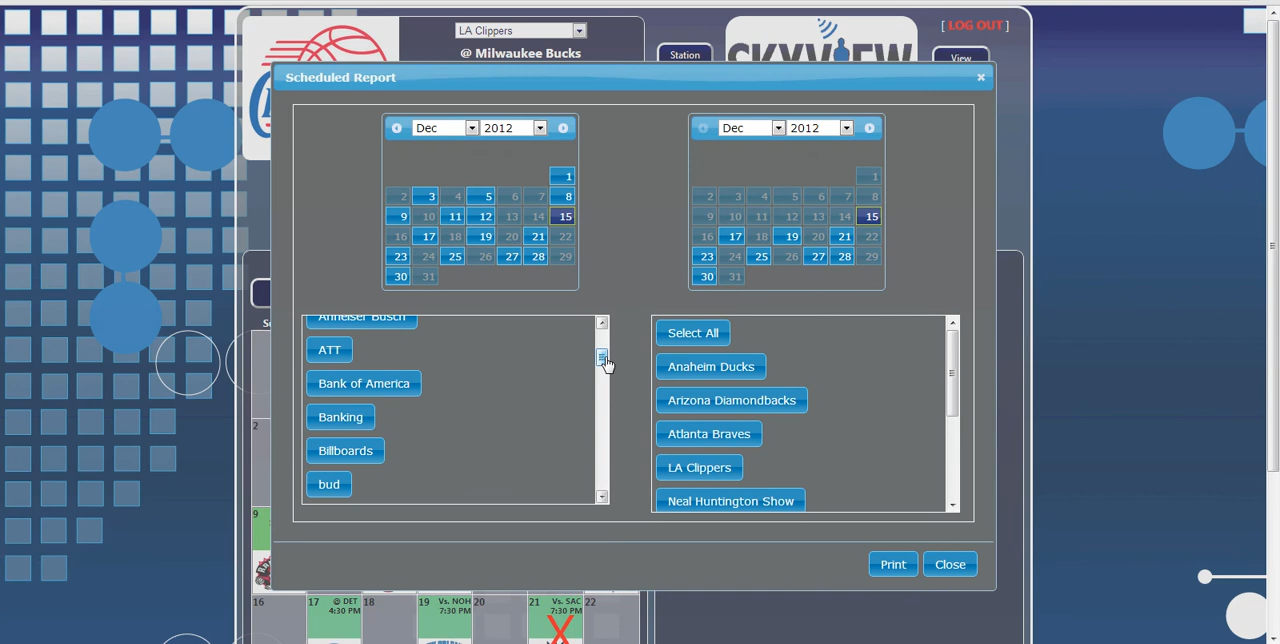 LA Clippers
[ LOG OUT ]
@ Milwaukee Bucks
SKYVIEW
Station
View
Scheduled Report
Dec 2012
1
2 3 4 5 6 7 8
9 10 11 12 13 14 15
16 17 18 19 20 21 22
23 24 25 26 27 28 29
30 31
Dec 2012
1
2 3 4 5 6 7 8
9 10 11 12 13 14 15
16 17 18 19 20 21 22
23 24 25 26 27 28 29
30 31
Anheiser Busch
ATT
Bank of America
Banking
Billboards
bud
Select All
Anaheim Ducks
Arizona Diamondbacks
Atlanta Braves
LA Clippers
Neal Huntington Show
Print
Close
2
9
16
17 @ DET
4:30 PM
18
19 Vs. NOH
7:30 PM
20
21 Vs. SAC
7:30 PM
22